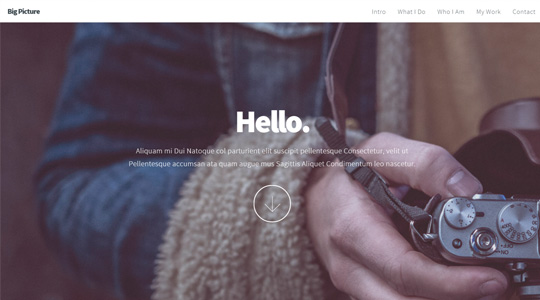 Big Picture
Intro What I Do Who I Am My Work Contact
Hello.
Aliquam mi Dui Natoque col parturient elit suscipit pellentesque Consectetur, velit ut
Pellentesque accumsan ata quam augue mus Sagittis Aliquet Condimentum leo nascetur.